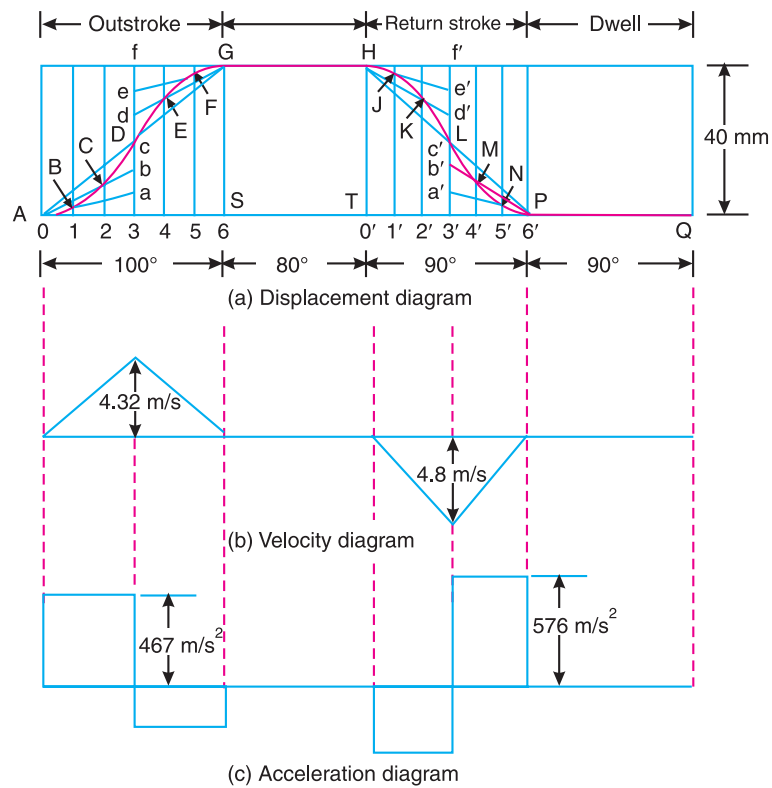 Outstroke Return stroke Dwell
f G H f′
e F J e′
d E K d′
D L
C c c′ M
B b b′ N
a a′
40 mm
A S T P
0 1 2 3 4 5 6 0′ 1′ 2′ 3′ 4′ 5′ 6′ Q
100° 80° 90° 90°
(a) Displacement diagram
4.32 m/s
4.8 m/s
(b) Velocity diagram
467 m/s²
576 m/s²
(c) Acceleration diagram